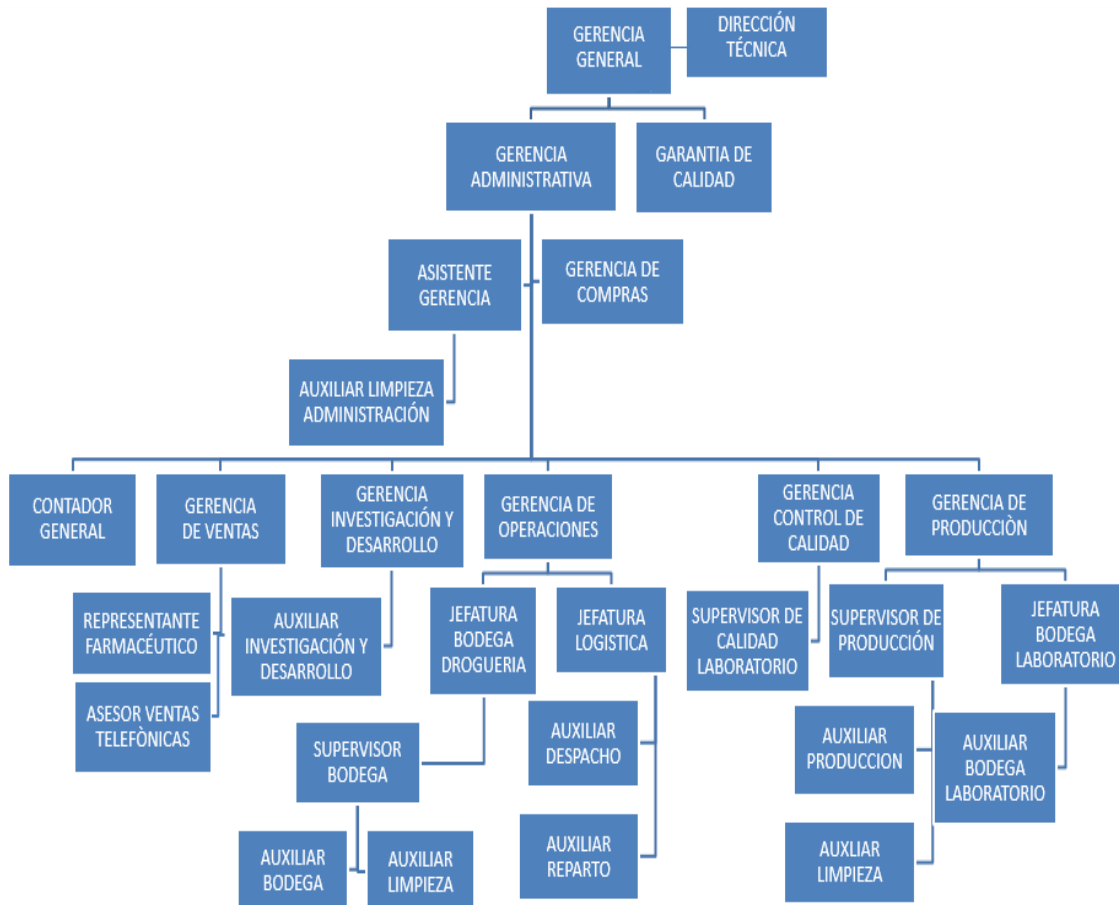 GERENCIA
GENERAL
DIRECCIÓN
TÉCNICA
GERENCIA
ADMINISTRATIVA
GARANTIA DE
CALIDAD
ASISTENTE
GERENCIA
GERENCIA DE
COMPRAS
AUXILIAR LIMPIEZA
ADMINISTRACIÓN
CONTADOR
GENERAL
GERENCIA
DE VENTAS
GERENCIA
INVESTIGACIÓN Y
DESARROLLO
GERENCIA DE
OPERACIONES
GERENCIA
CONTROL DE
CALIDAD
GERENCIA DE
PRODUCCIÒN
REPRESENTANTE
FARMACÉUTICO
AUXILIAR
INVESTIGACIÓN Y
DESARROLLO
JEFATURA
BODEGA
DROGUERIA
JEFATURA
LOGISTICA
SUPERVISOR DE
CALIDAD
LABORATORIO
SUPERVISOR DE
PRODUCCIÓN
JEFATURA
BODEGA
LABORATORIO
ASESOR VENTAS
TELEFÒNICAS
SUPERVISOR
BODEGA
AUXILIAR
DESPACHO
AUXILIAR
PRODUCCION
AUXILIAR
BODEGA
LABORATORIO
AUXILIAR
BODEGA
AUXILIAR
LIMPIEZA
AUXILIAR
REPARTO
AUXLIAR
LIMPIEZA